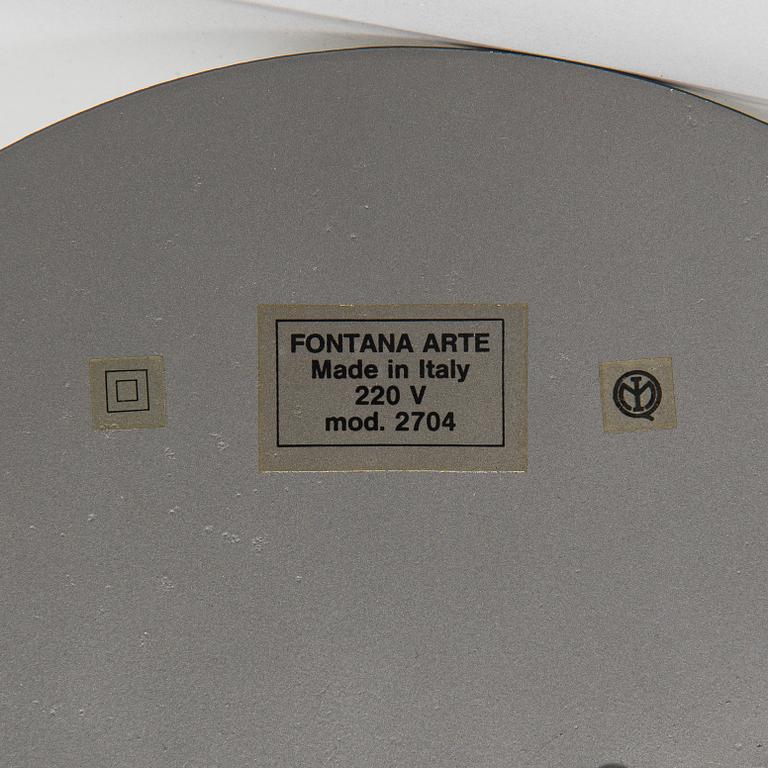 FONTANA ARTE
Made in Italy
220 V
mod. 2704